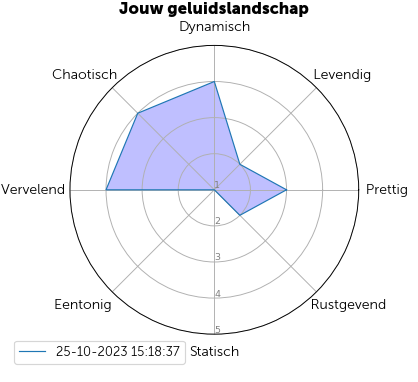 Jouw geluidslandschap
Dynamisch
Chaotisch
Levendig
Vervelend
1
Prettig
2
3
4
Eentonig
Rustgevend
5
25-10-2023 15:18:37
Statisch